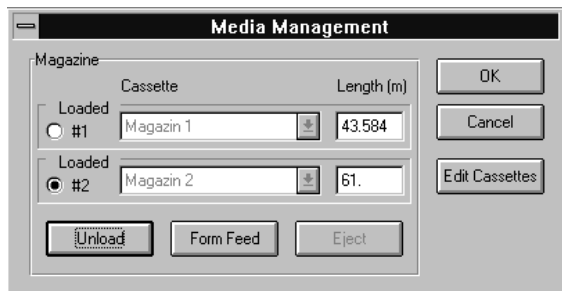 Media Management
Magazine
Cassette Length (m)
Loaded
#1 Magazin 1 43.584
Loaded
#2 Magazin 2 61.
Unload Form Feed Eject
OK
Cancel
Edit Cassettes